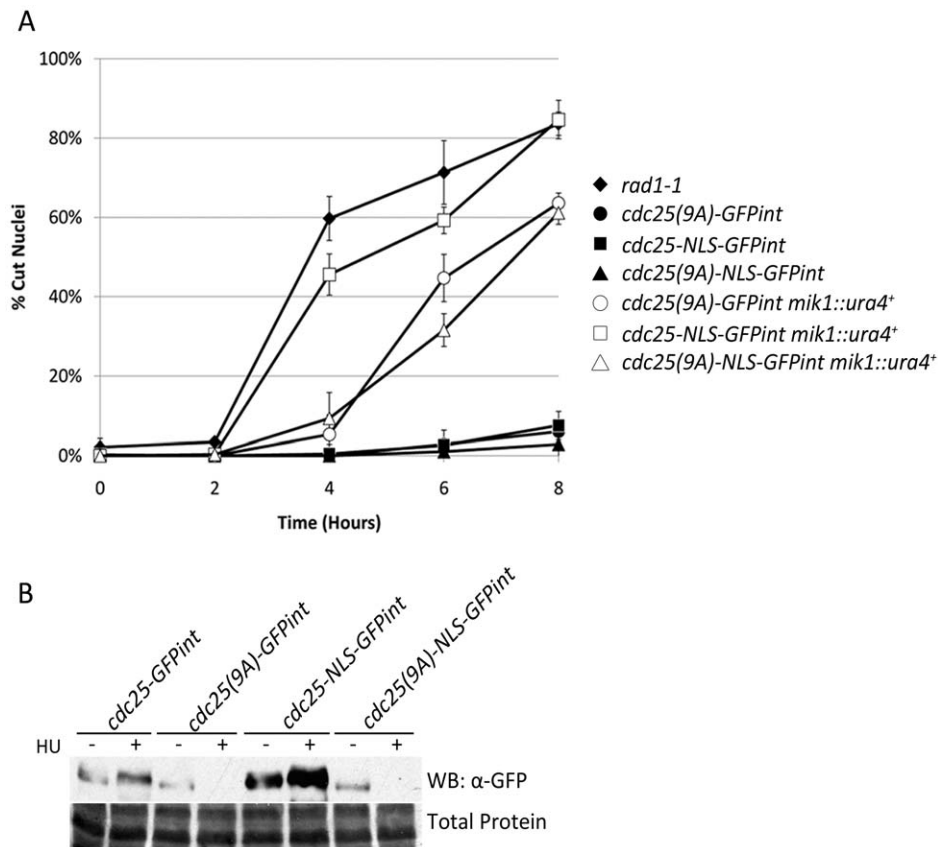 A
100%
80%
60%
40%
20%
0%
% Cut Nuclei
0 2 4 6 8
Time (Hours)
rad1-1
cdc25(9A)-GFPint
cdc25-NLS-GFPint
cdc25(9A)-NLS-GFPint
cdc25(9A)-GFPint mik1::ura4+
cdc25-NLS-GFPint mik1::ura4+
cdc25(9A)-NLS-GFPint mik1::ura4+
B
cdc25-GFPint
cdc25(9A)-GFPint
cdc25-NLS-GFPint
cdc25(9A)-NLS-GFPint
HU - + - + - + - +
WB: α-GFP
Total Protein